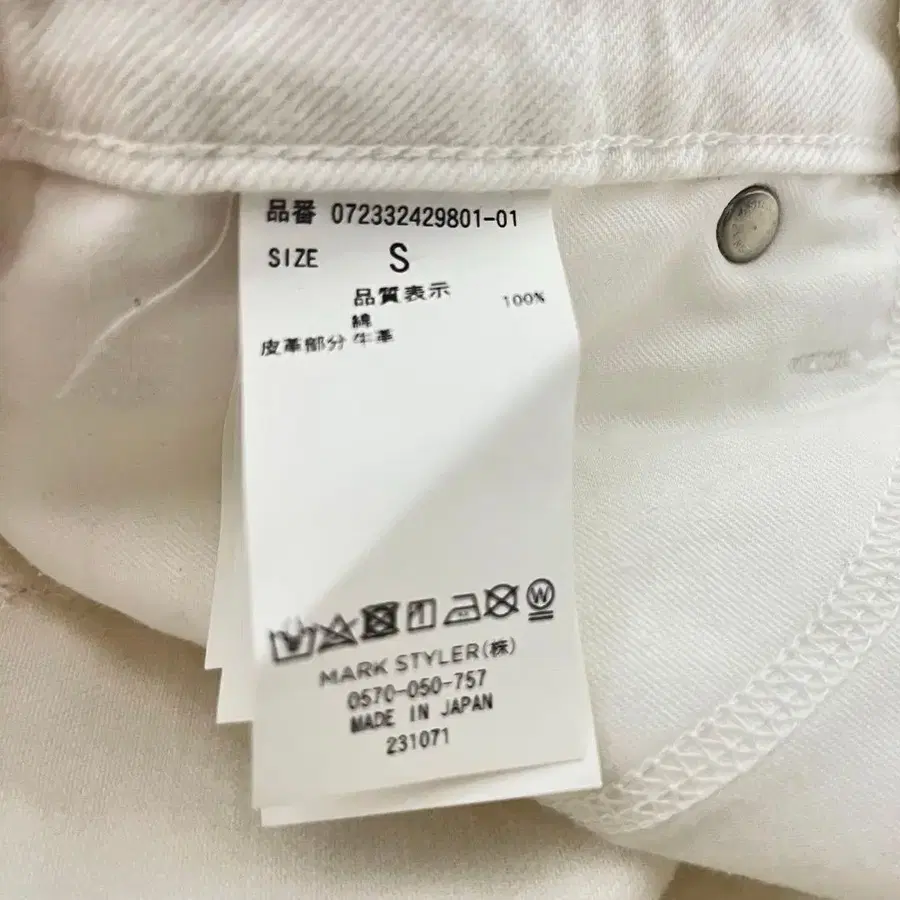 品番 072332429801-01
SIZE S
品質表示
綿 100%
皮革部分 牛革
MARK STYLER(株)
0570-050-757
MADE IN JAPAN
231071